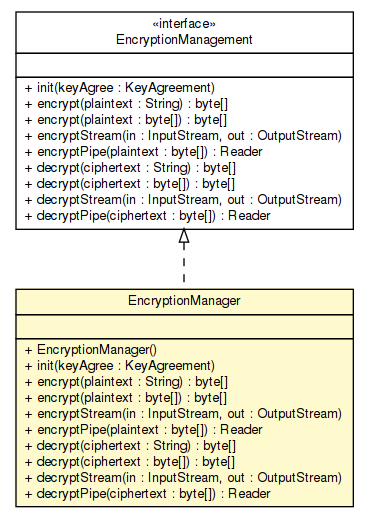 «interface»
EncryptionManagement
+ init(keyAgree : KeyAgreement)
+ encrypt(plaintext : String) : byte[]
+ encrypt(plaintext : byte[]) : byte[]
+ encryptStream(in : InputStream, out : OutputStream)
+ encryptPipe(plaintext : byte[]) : Reader
+ decrypt(ciphertext : String) : byte[]
+ decrypt(ciphertext : byte[]) : byte[]
+ decryptStream(in : InputStream, out : OutputStream)
+ decryptPipe(ciphertext : byte[]) : Reader
EncryptionManager
+ EncryptionManager()
+ init(keyAgree : KeyAgreement)
+ encrypt(plaintext : String) : byte[]
+ encrypt(plaintext : byte[]) : byte[]
+ encryptStream(in : InputStream, out : OutputStream)
+ encryptPipe(plaintext : byte[]) : Reader
+ decrypt(ciphertext : String) : byte[]
+ decrypt(ciphertext : byte[]) : byte[]
+ decryptStream(in : InputStream, out : OutputStream)
+ decryptPipe(ciphertext : byte[]) : Reader